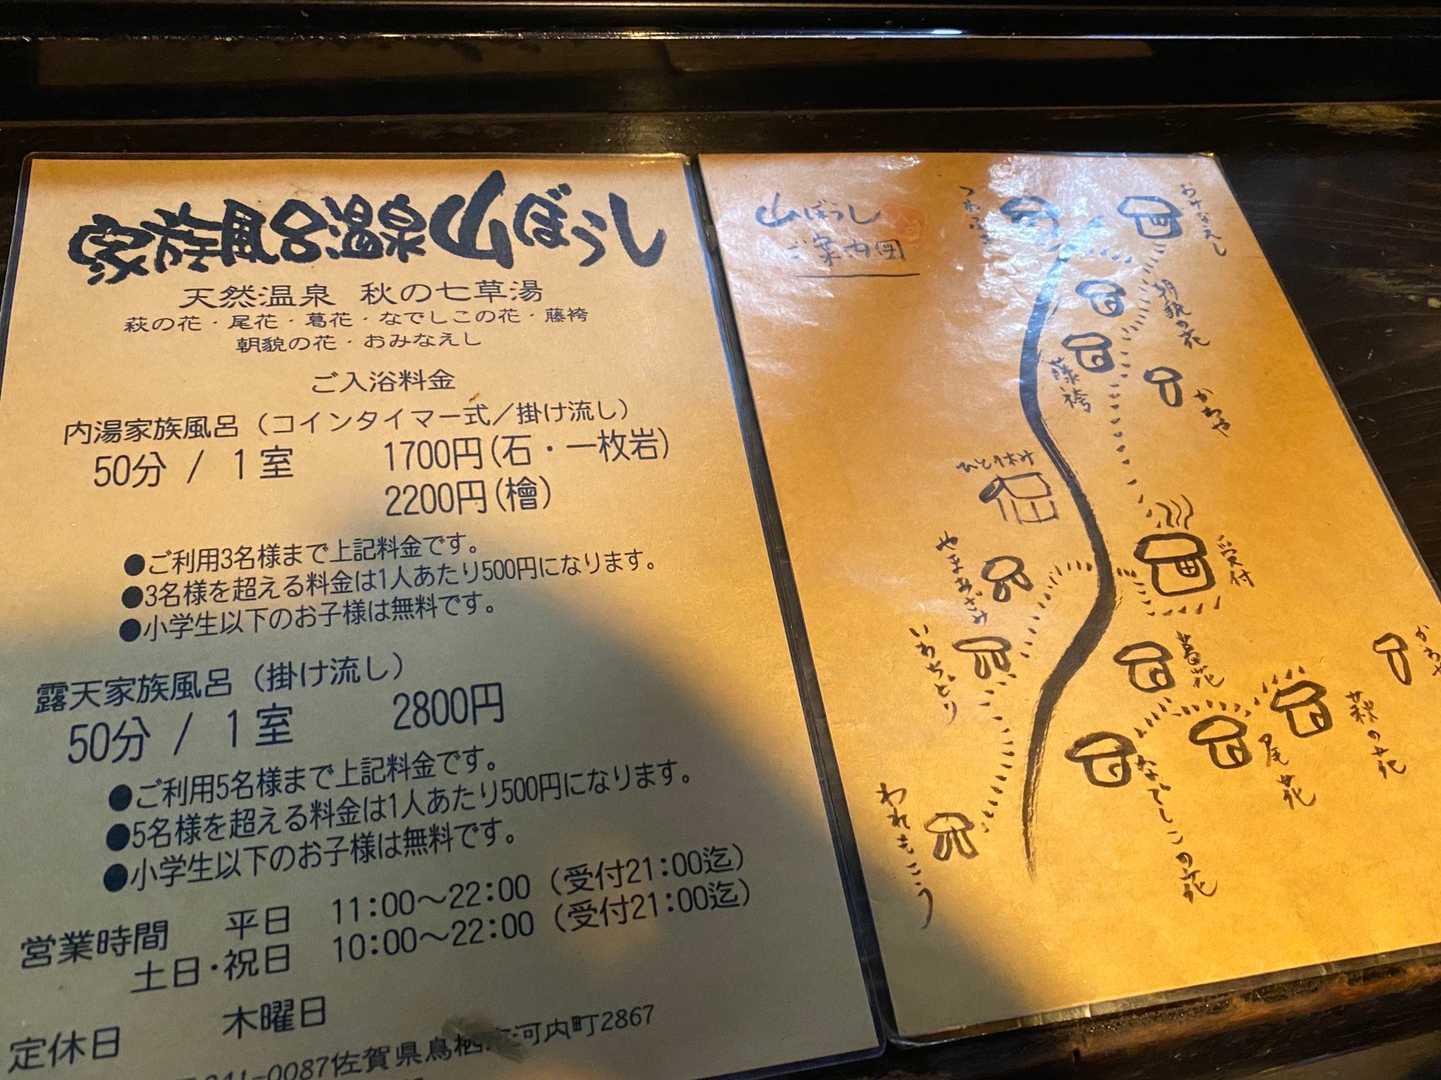 家族風呂温泉山ぼうし
天然温泉 秋の七草湯
萩の花・尾花・葛花・なでしこの花・藤袴
朝貌の花・おみなえし
ご入浴料金
内湯家族風呂（コインタイマー式／掛け流し）
50分 / 1室 1700円(石・一枚岩)
2200円(檜)
●ご利用3名様まで上記料金です。
●3名様を超える料金は1人あたり500円になります。
●小学生以下のお子様は無料です。
露天家族風呂（掛け流し）
50分 / 1室 2800円
●ご利用5名様まで上記料金です。
●5名様を超える料金は1人あたり500円になります。
●小学生以下のお子様は無料です。
営業時間 平日 11:00～22:00（受付21:00迄）
土日・祝日 10:00～22:00（受付21:00迄）
定休日 木曜日
-0087佐賀県鳥栖 河内町2867
山ぼうし
ご案内図
おみなえし
朝貌の花
藤袴
かわや
ひと休み
受付
やまあざみ
いわちどり
われもこう
葛花
なでしこの花
尾花
萩の花
かわや